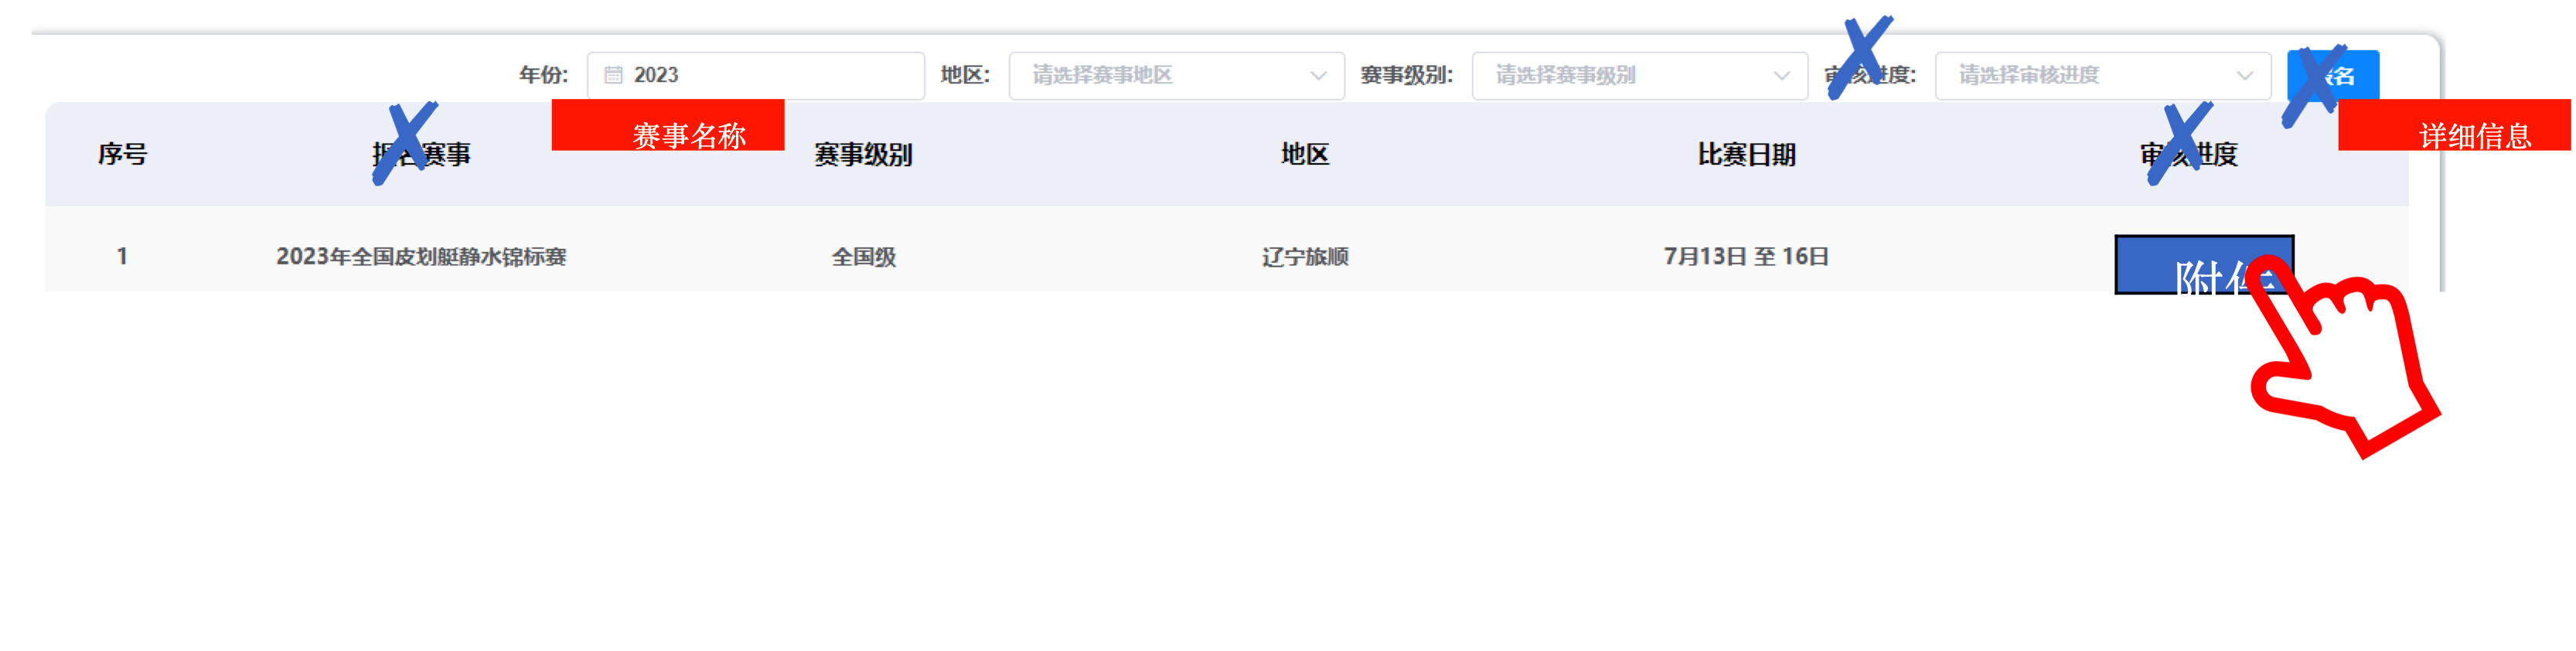 年份: 2023 地区: 请选择赛事地区 赛事级别: 请选择赛事级别 审核进度: 请选择审核进度 报名
序号 报名赛事 赛事名称 赛事级别 地区 比赛日期 审核进度 详细信息
1 2023年全国皮划艇静水锦标赛 全国级 辽宁旅顺 7月13日 至 16日 附件